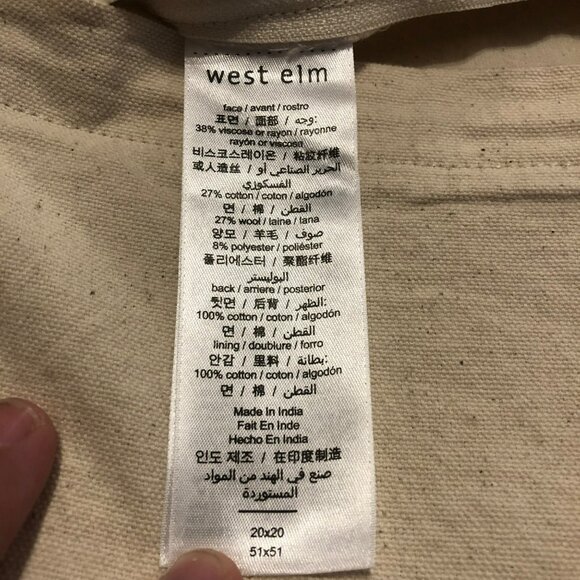 west elm
face / avant / rostro
표면 / 面部 / وجه:
38% viscose or rayon / rayonne
rayón or viscosa
비스코스레이온 / 粘胶纤维
或人造丝 / الحرير الصناعي أو
الفسكوزي
27% cotton / coton / algodón
면 / 棉 / القطن
27% wool / laine / lana
양모 / 羊毛 / صوف
8% polyester / poliéster
폴리에스터 / 聚酯纤维
البوليستر
back / arriere / posterior
뒷면 / 后背 / الظهر:
100% cotton / coton / algodón
면 / 棉 / القطن
lining / doublure / forro
안감 / 里料 / بطانة:
100% cotton / coton / algodón
면 / 棉 / القطن
Made In India
Fait En Inde
Hecho En Inde
인도 제조 / 在印度制造
صنع في الهند من المواد
المستوردة
20x20
51x51